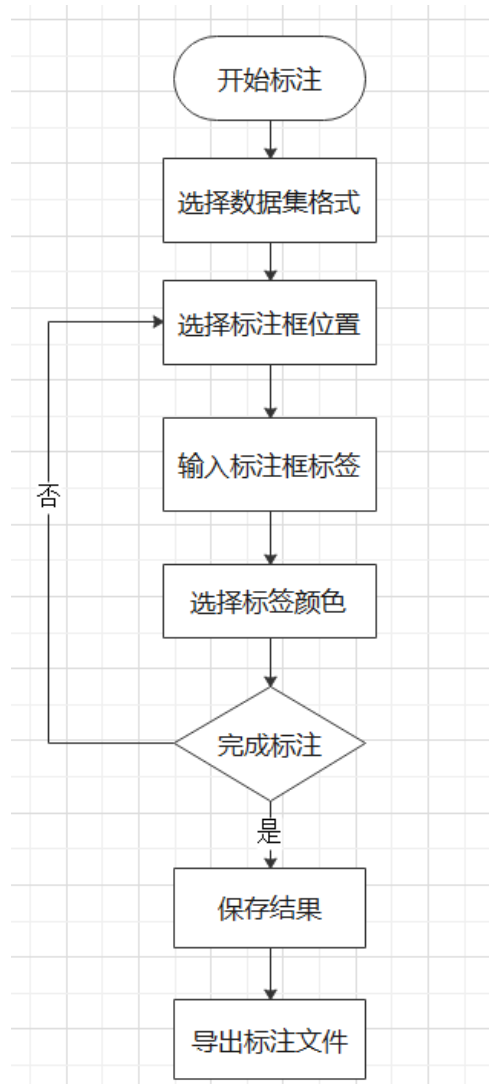 开始标注
选择数据集格式
选择标注框位置
输入标注框标签
否
选择标签颜色
完成标注
是
保存结果
导出标注文件